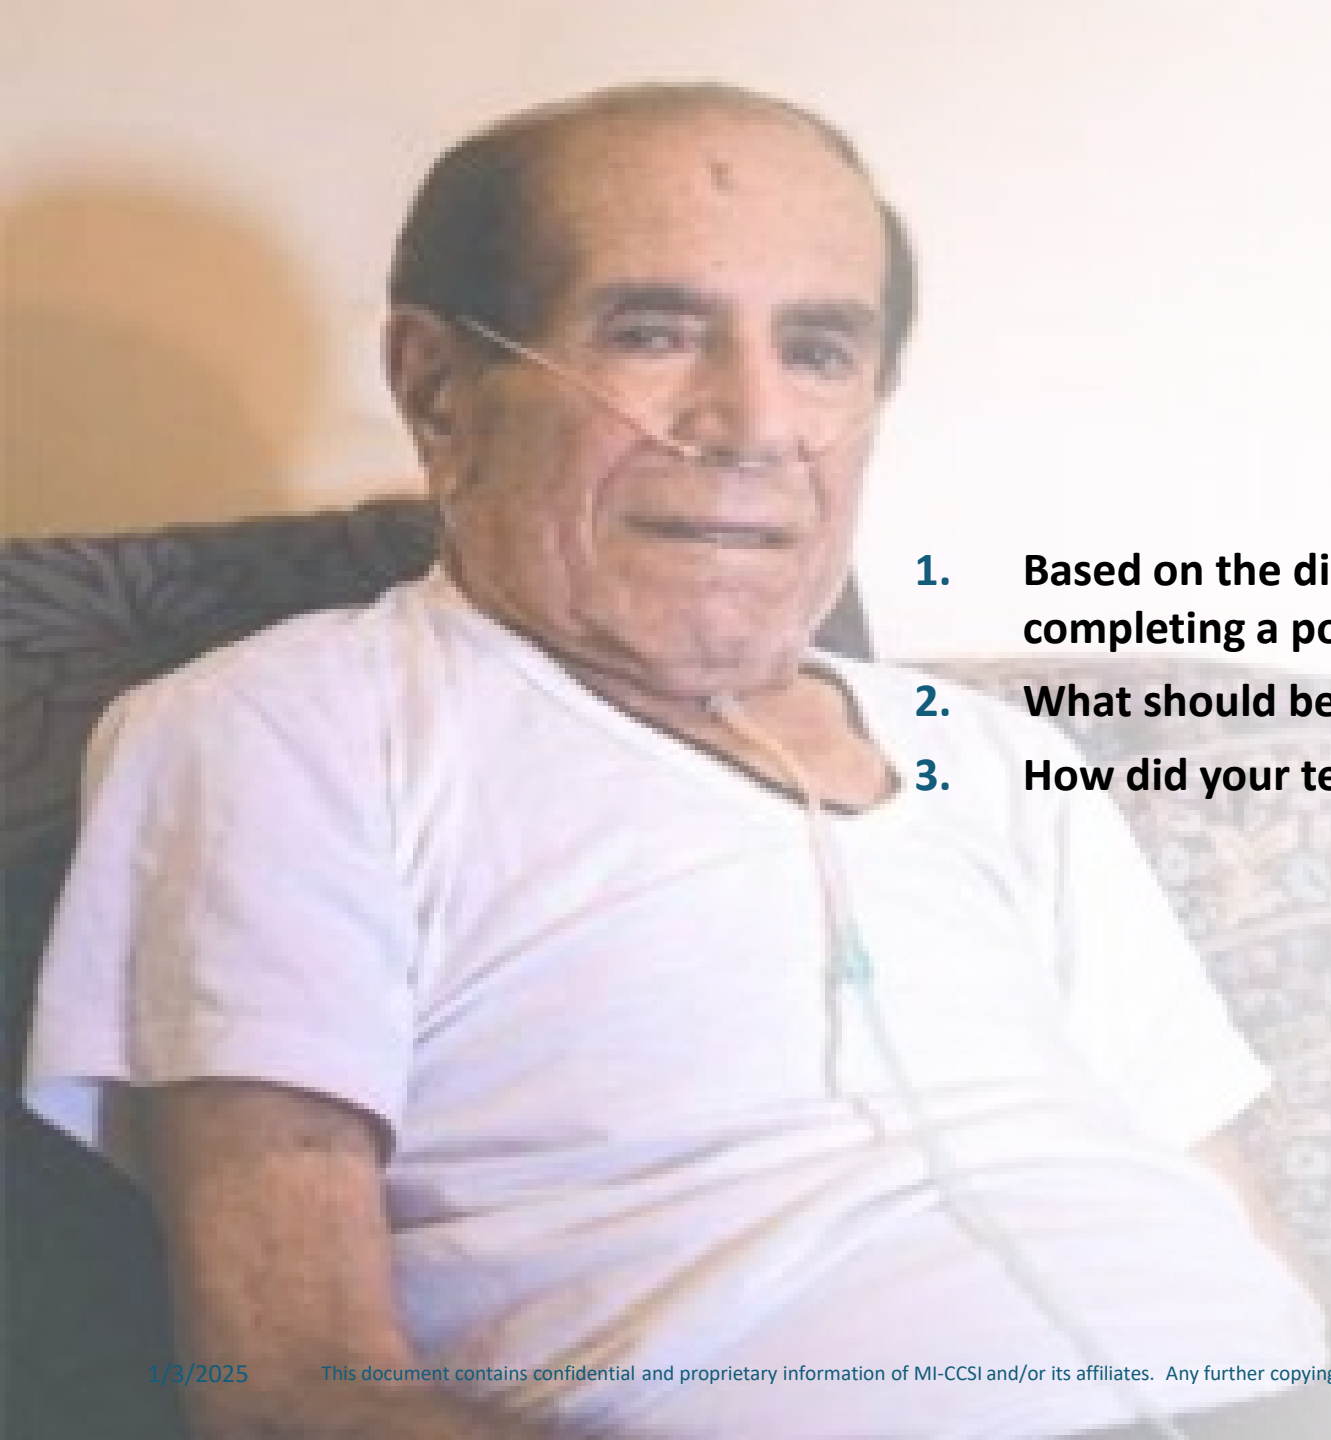 1. Based on the di
completing a po
2. What should be
3. How did your te
1/3/2025 This document contains confidential and proprietary information of MI-CCSI and/or its affiliates. Any further copying